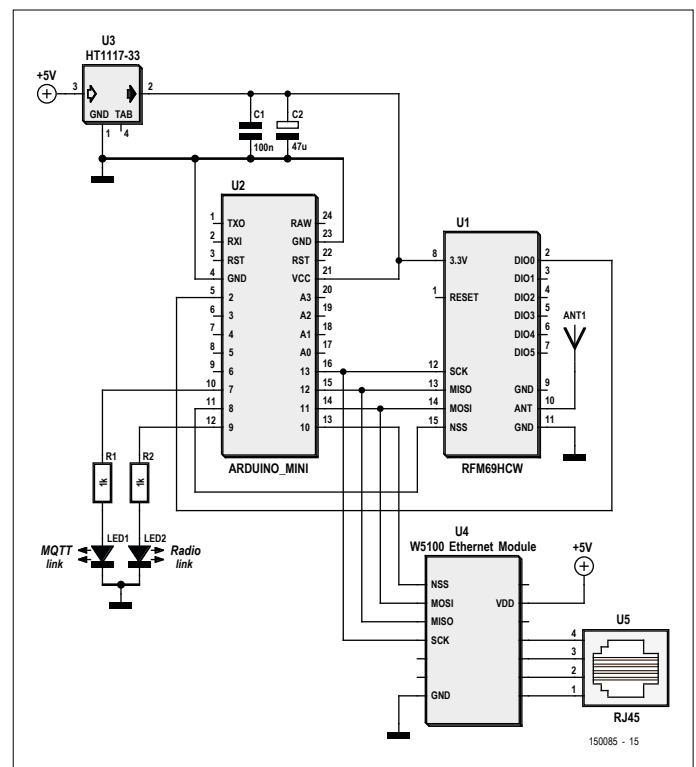 U3
HT1117-33
+5V
3
2
GND TAB
1
4
C1
100n
C2
47u
U2
1
TXO
RAW
24
2
RXI
GND
23
3
RST
RST
22
4
GND
VCC
21
5
2
A3
20
6
3
A2
19
7
4
A1
18
8
5
A0
17
9
6
13
16
10
7
12
15
11
8
11
14
12
9
10
13
ARDUINO_MINI
U1
8
3.3V
DIO0
2
DIO1
3
1
RESET
DIO2
4
DIO3
5
DIO4
6
DIO5
7
12
SCK
13
MISO
GND
9
14
MOSI
ANT
10
15
NSS
GND
11
RFM69HCW
ANT1
R1
1k
R2
1k
LED1
LED2
MQTT
link
Radio
link
U4
W5100 Ethernet Module
NSS
MOSI
VDD
MISO
SCK
GND
+5V
U5
4
3
2
1
RJ45
150085 - 15